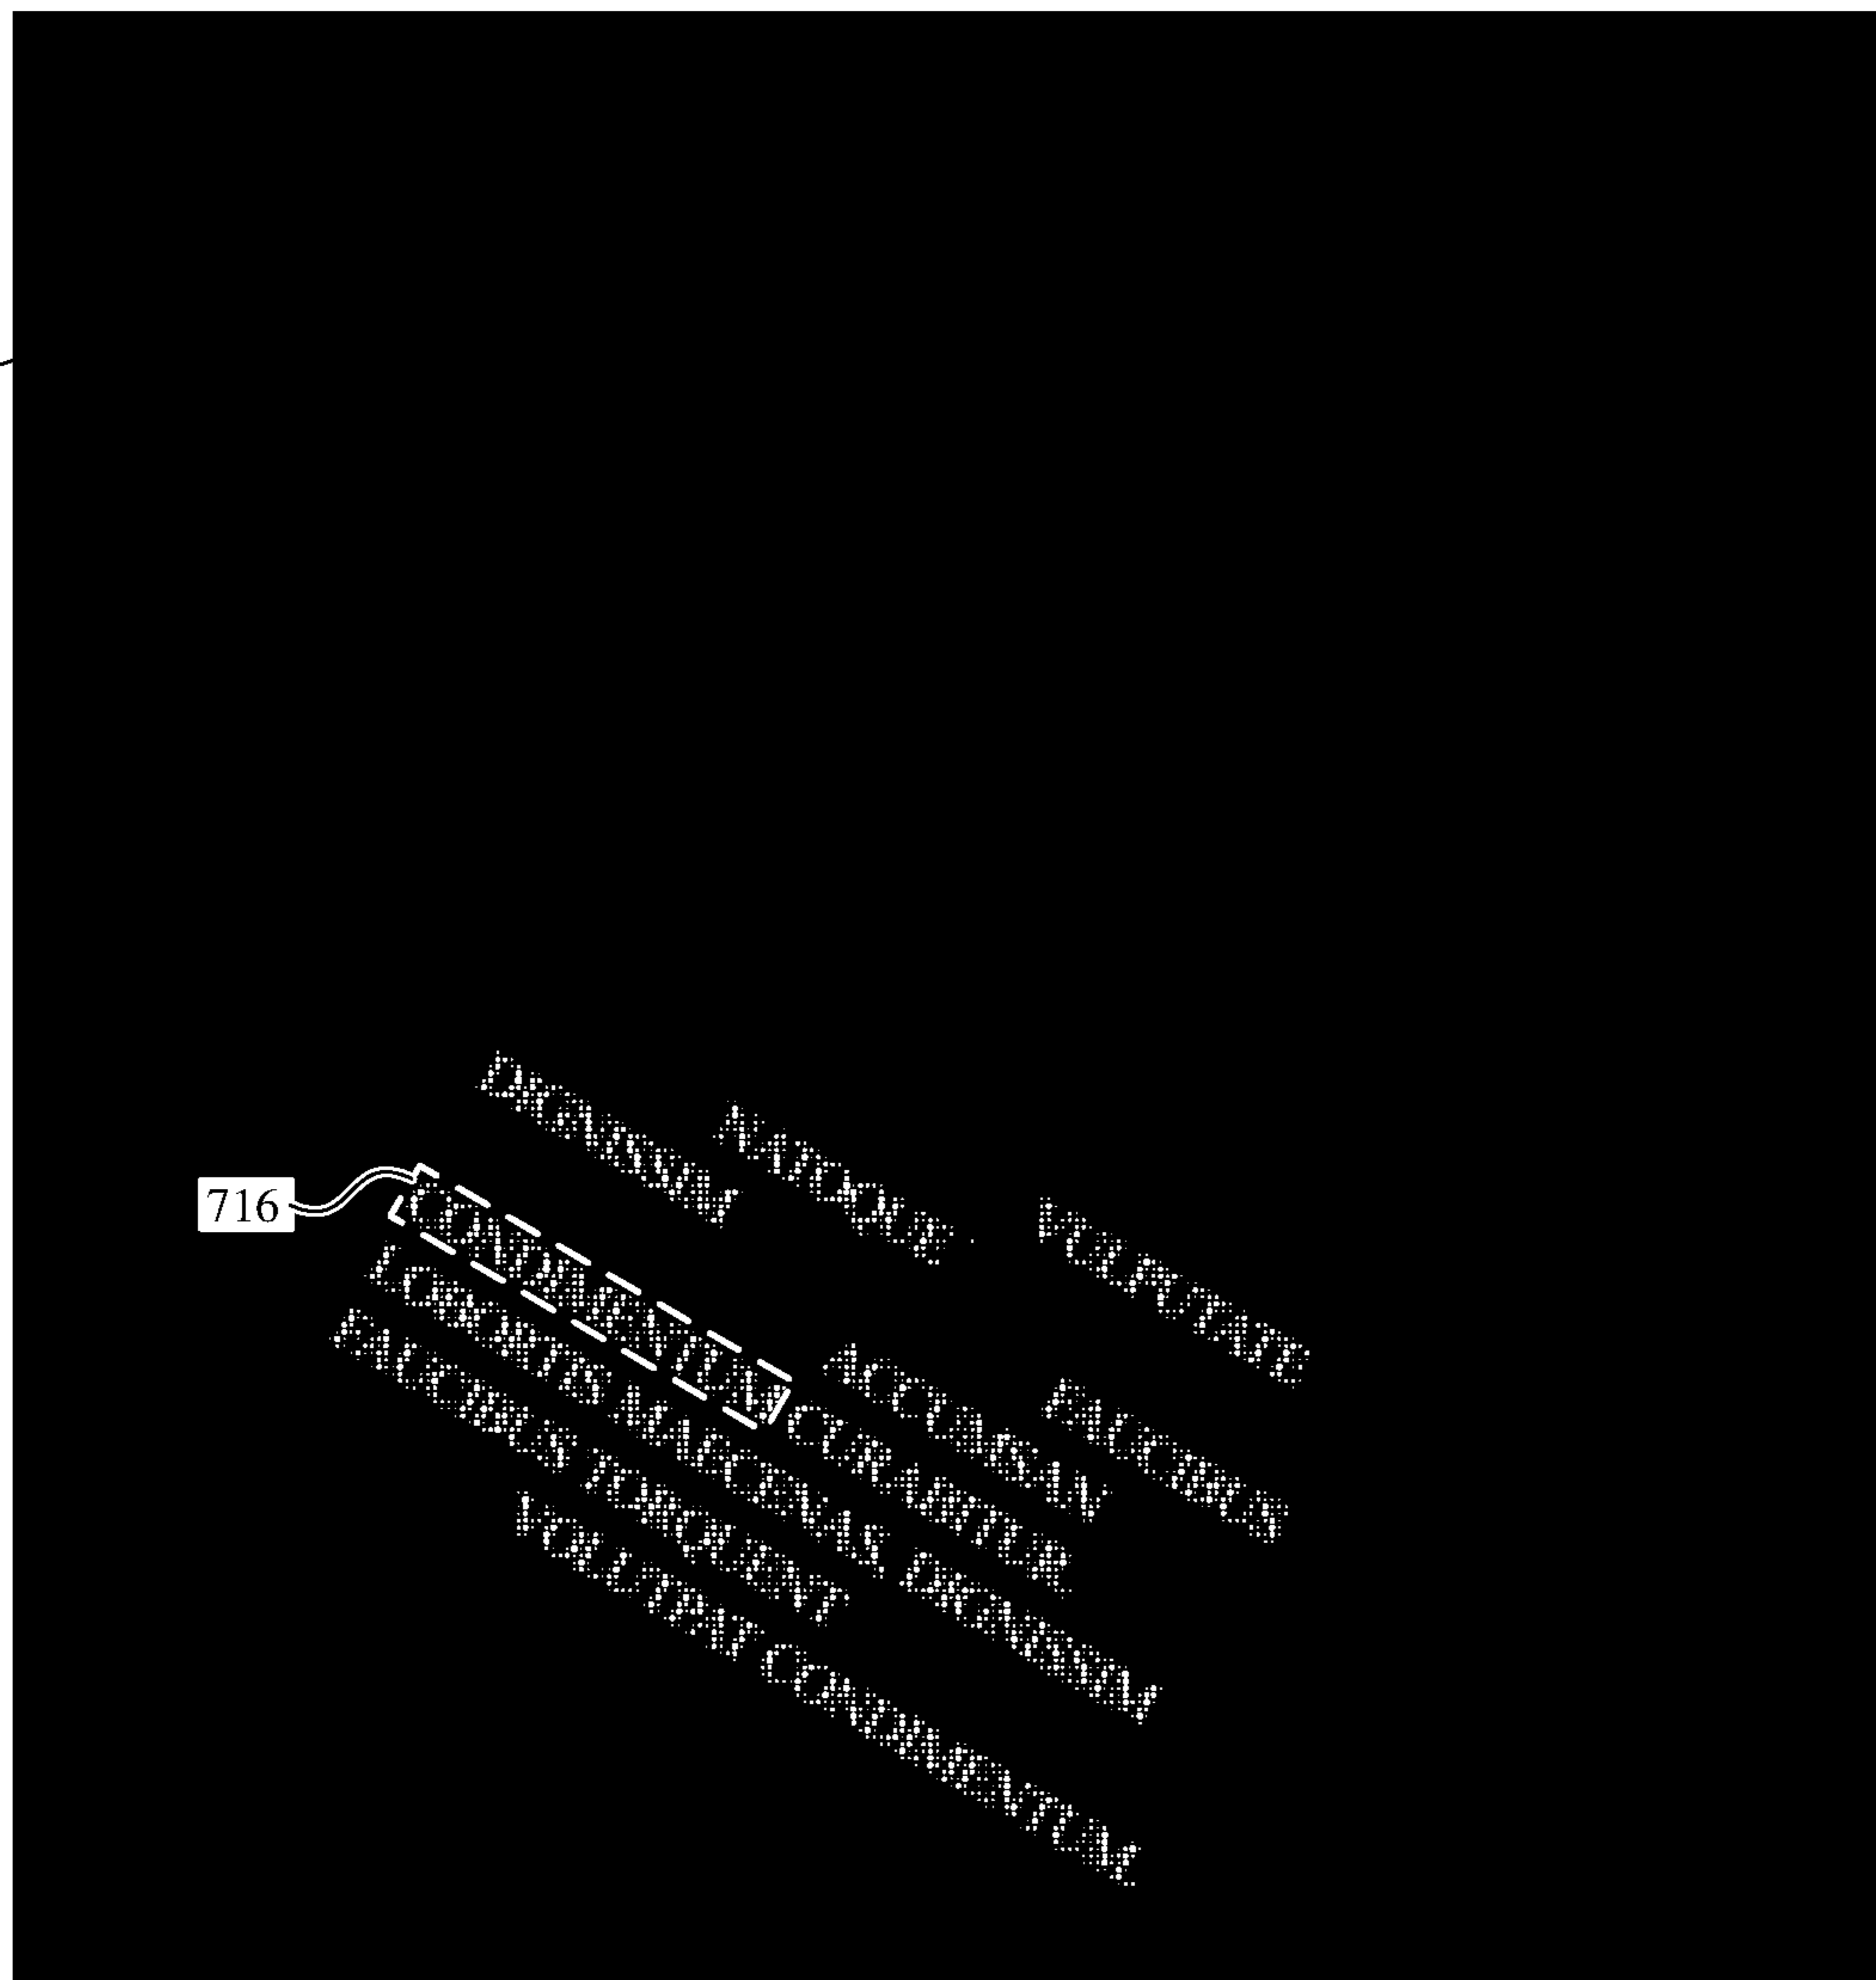 DIGNISSIM NATOQUE VULPUTATE
716
CONDIMENTUM ACCUMSAN FAUCIBUS
LOBORTIS MAECENAS CURABITUR
FAUCIBUS TORQUENT DIGNISSIM
VOLUTPAT CONDIMENTUM